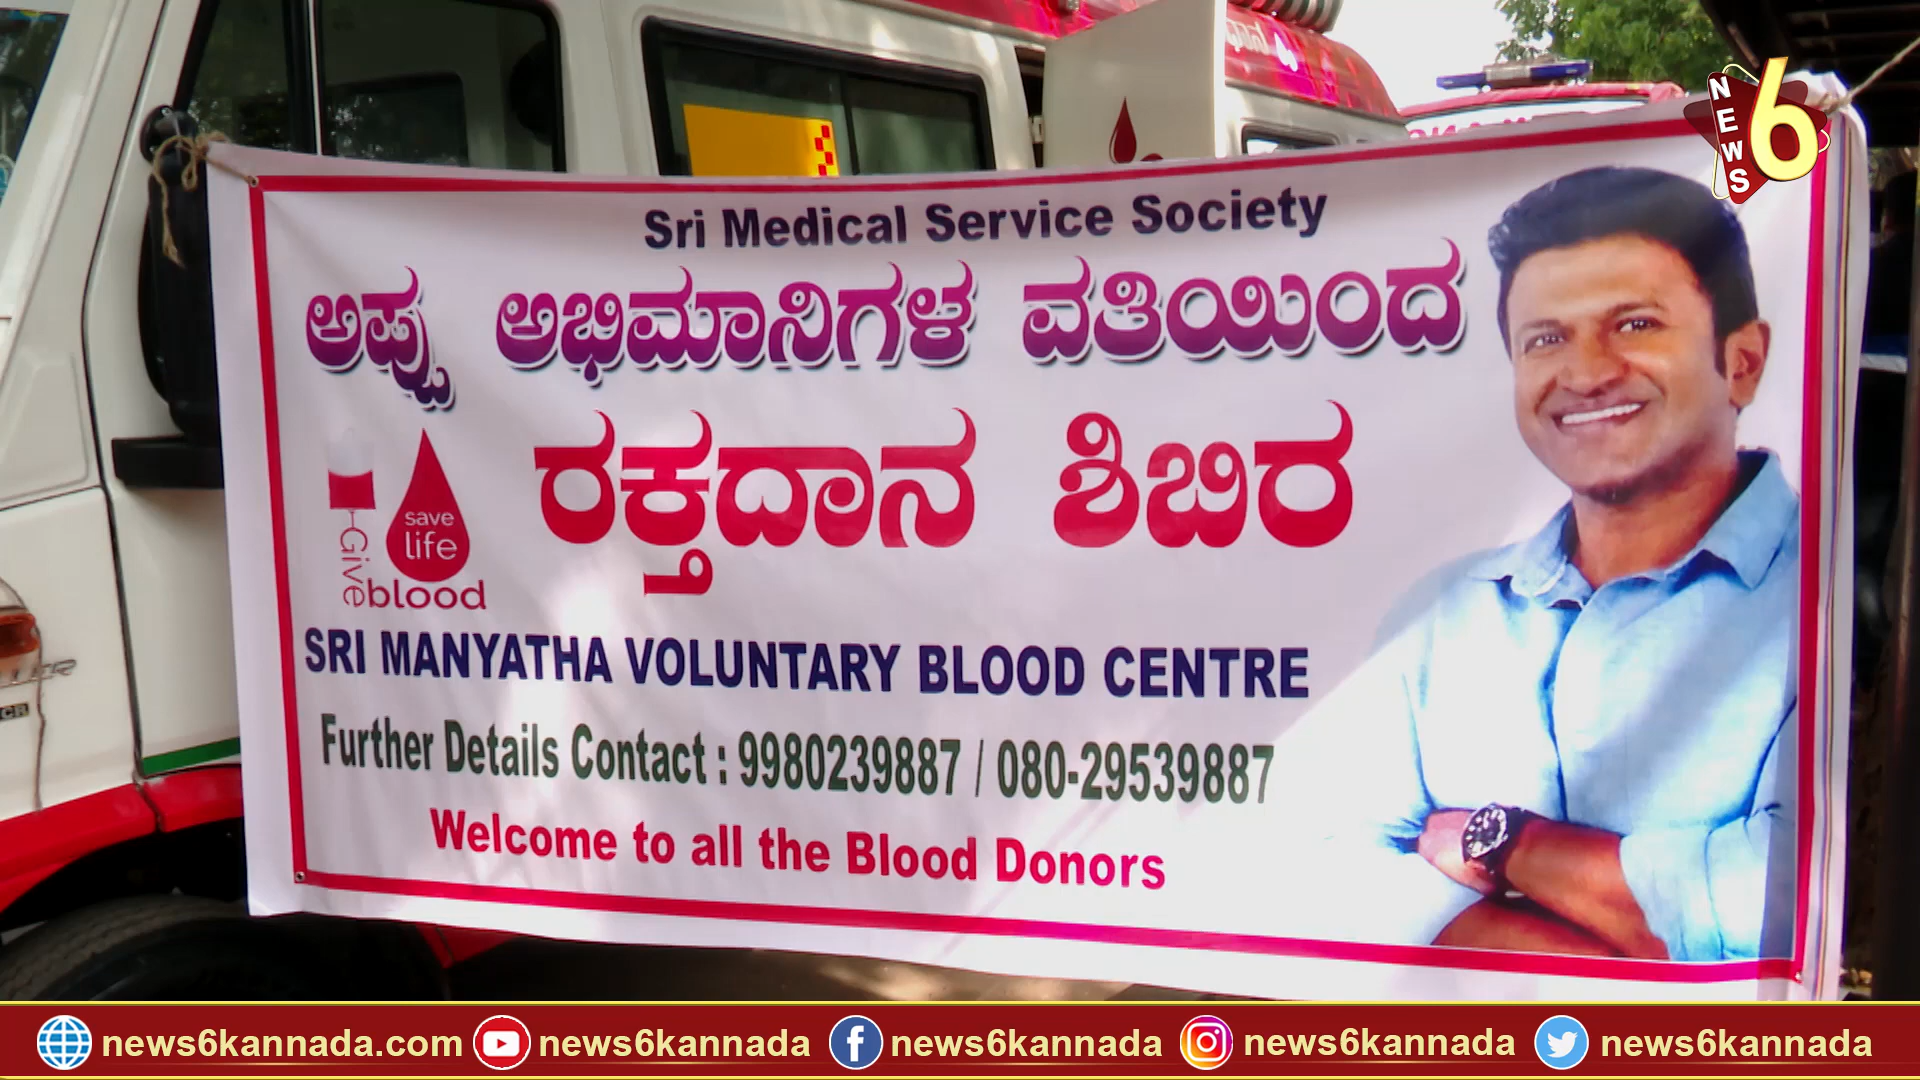 NEWS 6
Sri Medical Service Society
ಅಪ್ಪು ಅಭಿಮಾನಿಗಳ ವತಿಯಿಂದ
ರಕ್ತದಾನ ಶಿಬಿರ
save
life
Give
blood
SRI MANYATHA VOLUNTARY BLOOD CENTRE
Further Details Contact : 9980239887 / 080-29539887
Welcome to all the Blood Donors
CR
news6kannada.com news6kannada news6kannada news6kannada news6kannada